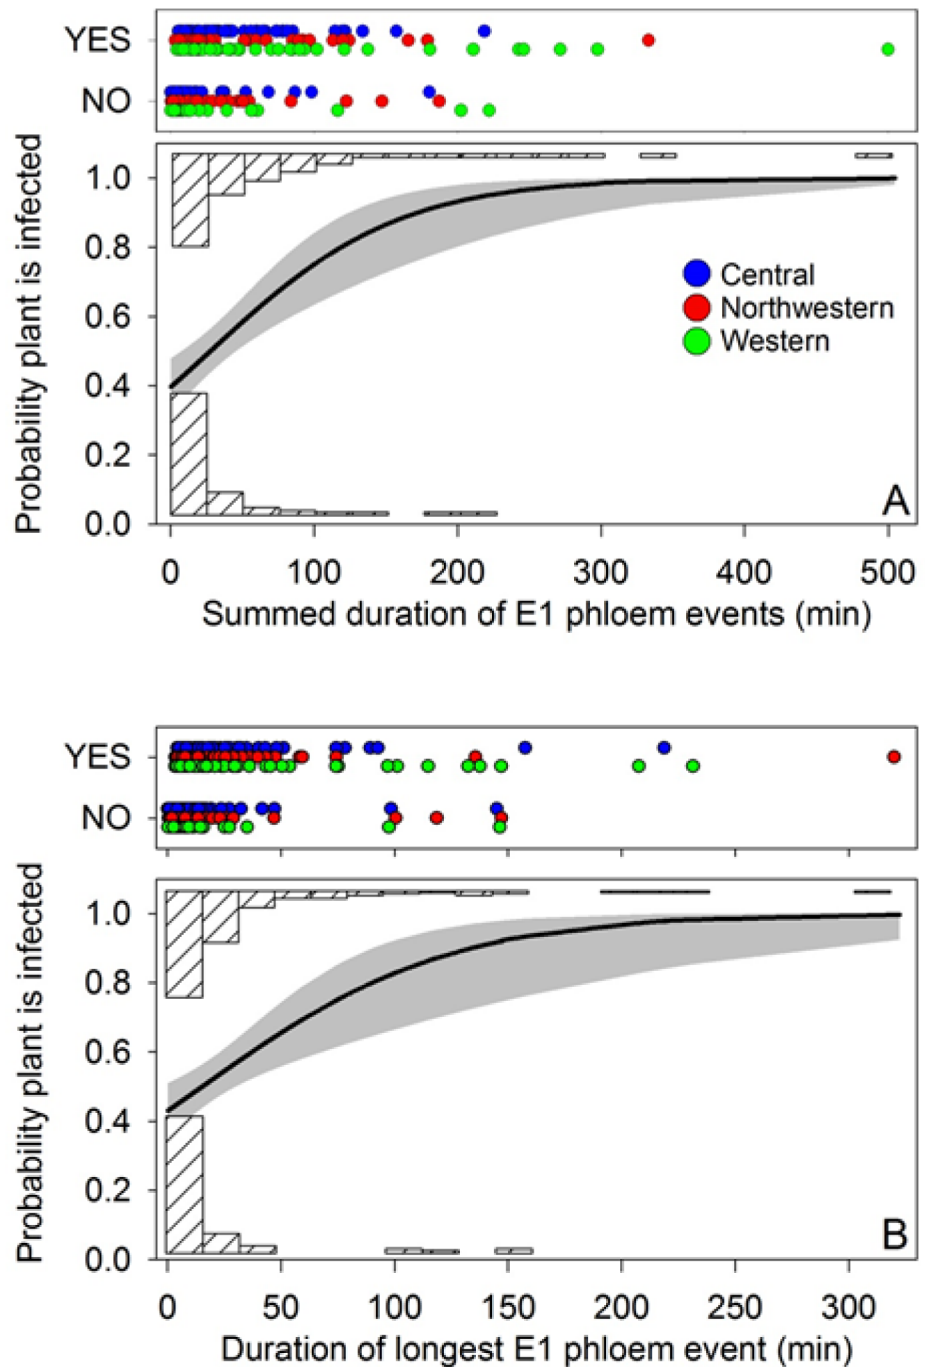 YES
NO
Probability plant is infected
1.0
0.8
0.6
0.4
0.2
0.0
Central
Northwestern
Western
A
0 100 200 300 400 500
Summed duration of E1 phloem events (min)
YES
NO
Probability plant is infected
1.0
0.8
0.6
0.4
0.2
0.0
B
0 50 100 150 200 250 300
Duration of longest E1 phloem event (min)